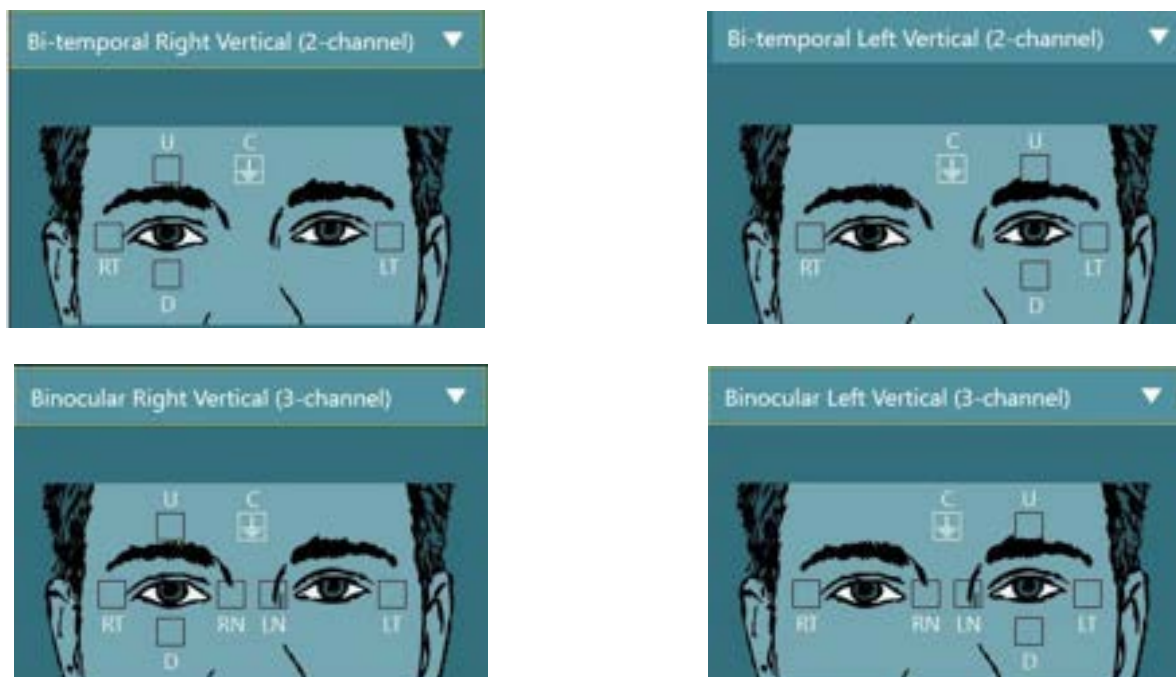 Bi-temporal Right Vertical (2-channel)
U C
RT LT
D
Bi-temporal Left Vertical (2-channel)
C U
RT LT
D
Binocular Right Vertical (3-channel)
U C
RT RN LN LT
D
Binocular Left Vertical (3-channel)
C U
RT RN LN LT
D